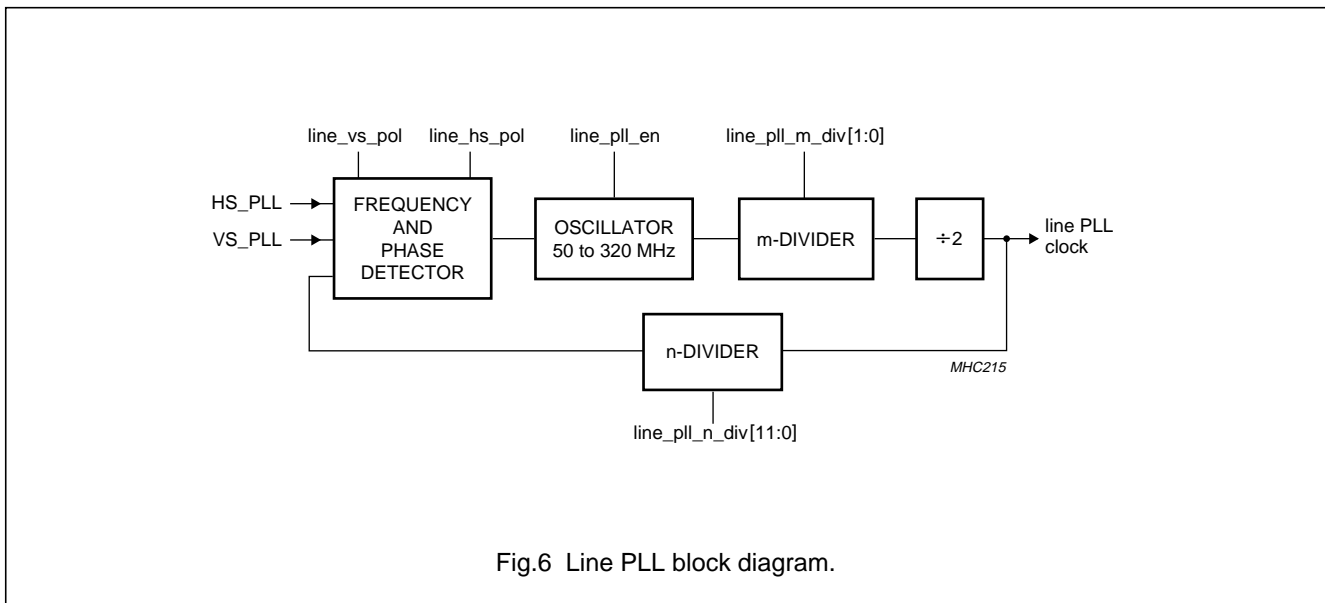 line_vs_pol
line_hs_pol
line_pll_en
line_pll_m_div[1:0]
HS_PLL
VS_PLL
FREQUENCY
AND
PHASE
DETECTOR
OSCILLATOR
50 to 320 MHz
m-DIVIDER
÷2
line PLL
clock
n-DIVIDER
MHC215
line_pll_n_div[11:0]
Fig.6 Line PLL block diagram.